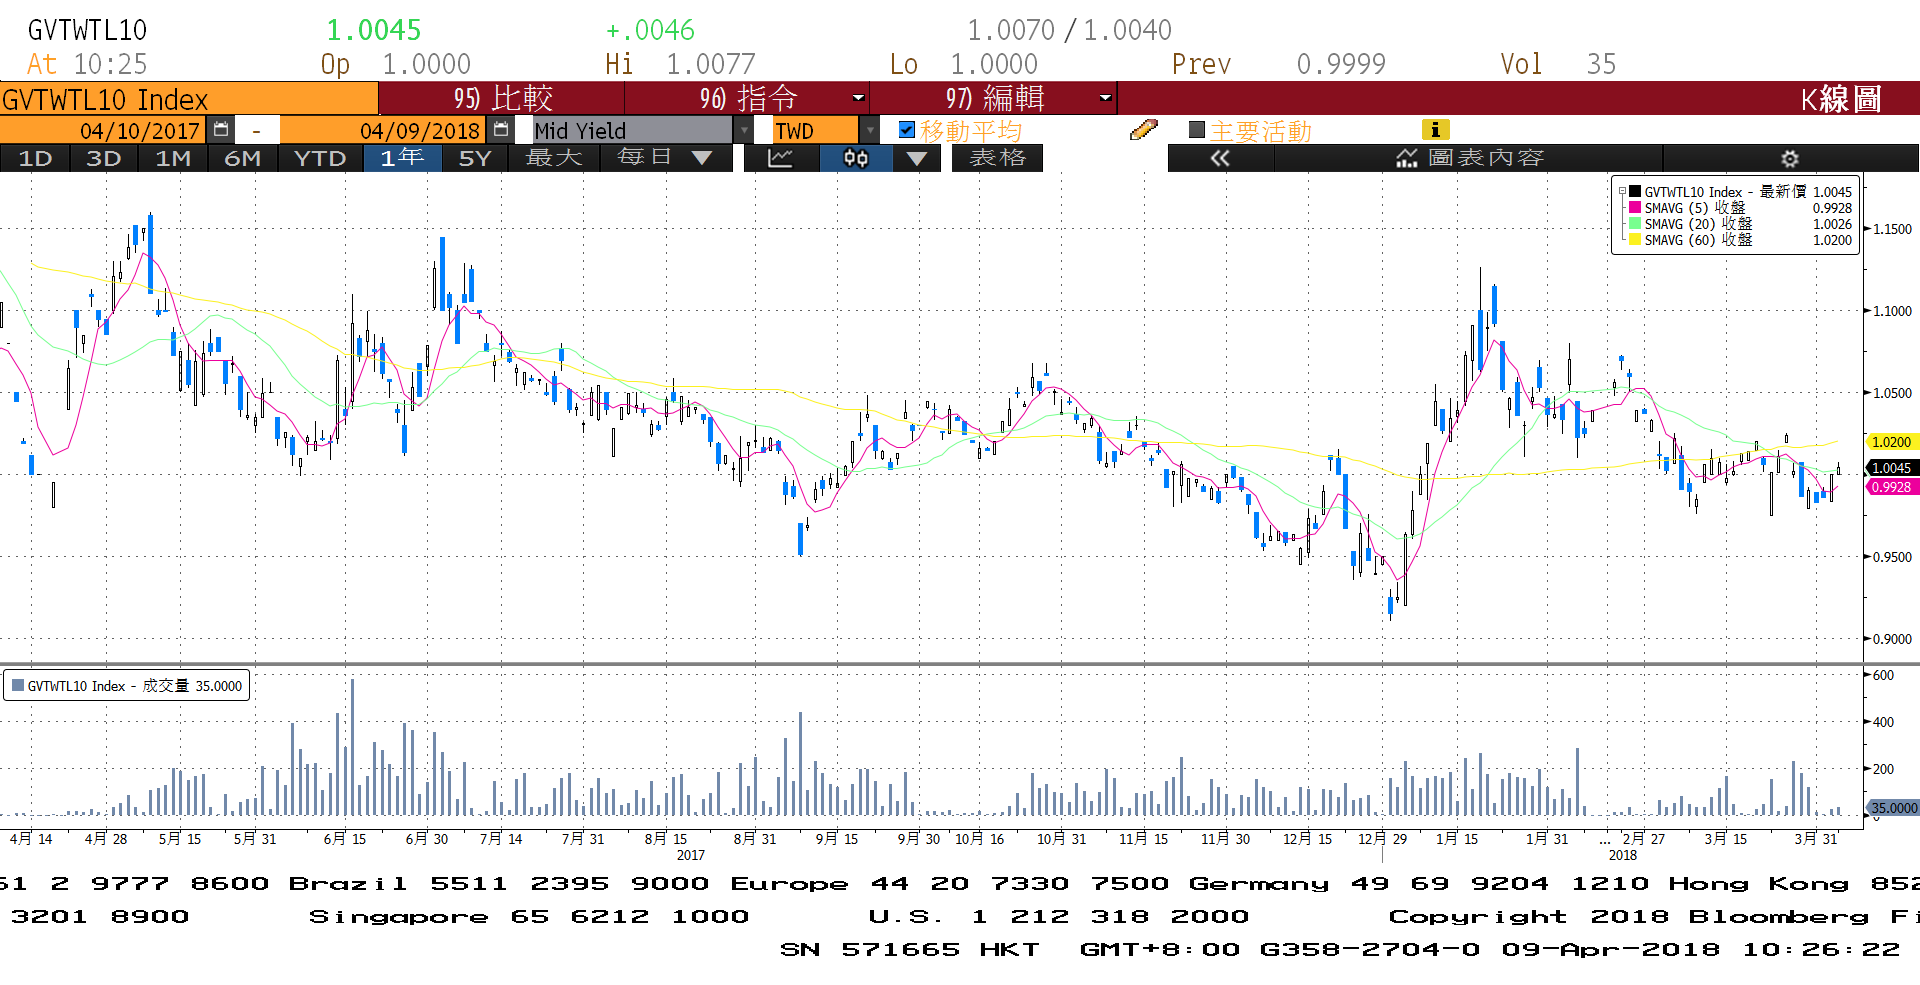 GVTWTL10 1.0045 +.0046 1.0070 / 1.0040
At 10:25 Op 1.0000 Hi 1.0077 Lo 1.0000 Prev 0.9999 Vol 35
GVTWTL10 Index 95) 比較 96) 指令 97) 編輯 K線圖
04/10/2017 - 04/09/2018 Mid Yield TWD 移動平均 主要活動
1D 3D 1M 6M YTD 1年 5Y 最大 每日 表格 圖表內容
GVTWTL10 Index - 最新價 1.0045
SMAVG (5) 收盤 0.9928
SMAVG (20) 收盤 1.0026
SMAVG (60) 收盤 1.0200
1.1500
1.1000
1.0500
1.0200
1.0045
0.9928
0.9500
0.9000
GVTWTL10 Index - 成交量 35.0000
600
400
200
35.0000
0
4月 14 4月 28 5月 15 5月 31 6月 15 6月 30 7月 14 7月 31 8月 15 8月 31 9月 15 9月 30 10月 16 10月 31 11月 15 11月 30 12月 15 12月 29 1月 15 1月 31 ... 2月 27 3月 15 3月 31
2017 2018
61 2 9777 8600 Brazil 5511 2395 9000 Europe 44 20 7330 7500 Germany 49 69 9204 1210 Hong Kong 852
3201 8900 Singapore 65 6212 1000 U.S. 1 212 318 2000 Copyright 2018 Bloomberg Fi
SN 571665 HKT GMT+8:00 G358-2704-0 09-Apr-2018 10:26:22